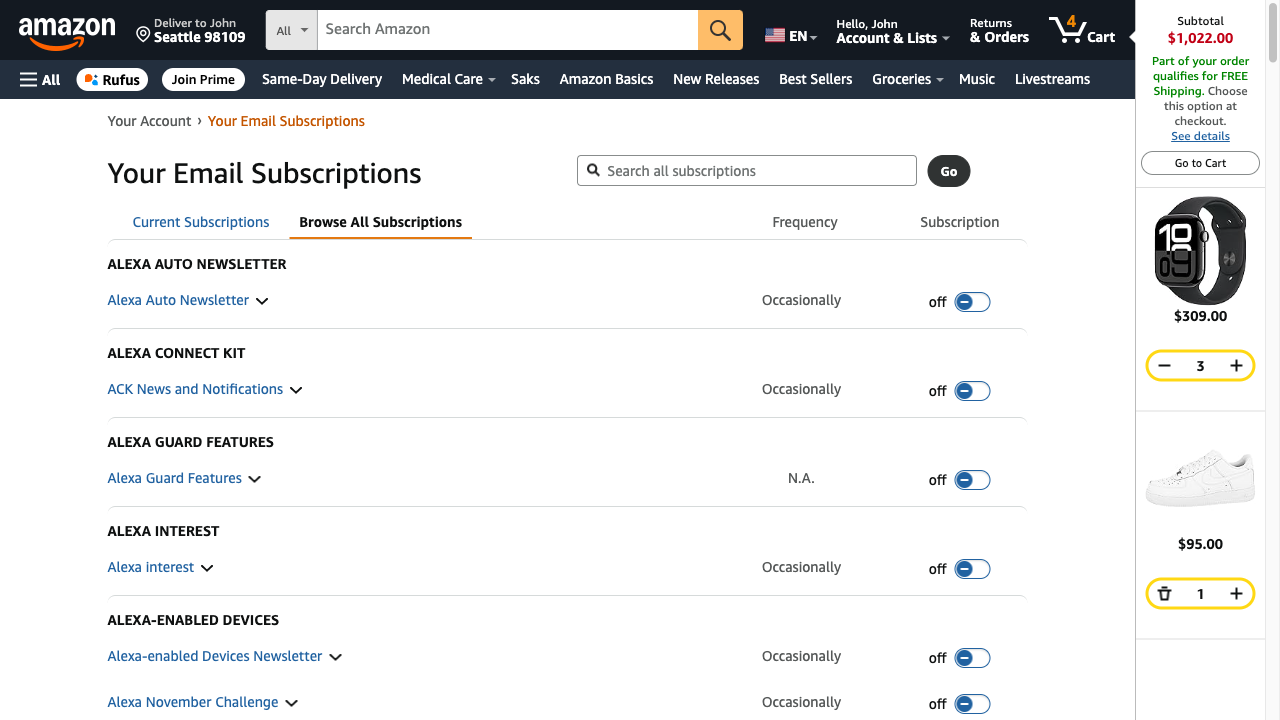 amazon
Deliver to John
Seattle 98109
All
Search Amazon
EN
Hello, John
Account & Lists
Returns
& Orders
4
Cart
All
Rufus
Join Prime
Same-Day Delivery
Medical Care
Saks
Amazon Basics
New Releases
Best Sellers
Groceries
Music
Livestreams
Subtotal
$1,022.00
Part of your order
qualifies for FREE
Shipping. Choose
this option at
checkout.
See details
Go to Cart
$309.00
3
$95.00
1
Your Account › Your Email Subscriptions
Your Email Subscriptions
Search all subscriptions
Go
Current Subscriptions
Browse All Subscriptions
Frequency
Subscription
ALEXA AUTO NEWSLETTER
Alexa Auto Newsletter
Occasionally
off
ALEXA CONNECT KIT
ACK News and Notifications
Occasionally
off
ALEXA GUARD FEATURES
Alexa Guard Features
N.A.
off
ALEXA INTEREST
Alexa interest
Occasionally
off
ALEXA-ENABLED DEVICES
Alexa-enabled Devices Newsletter
Occasionally
off
Alexa November Challenge
Occasionally
off